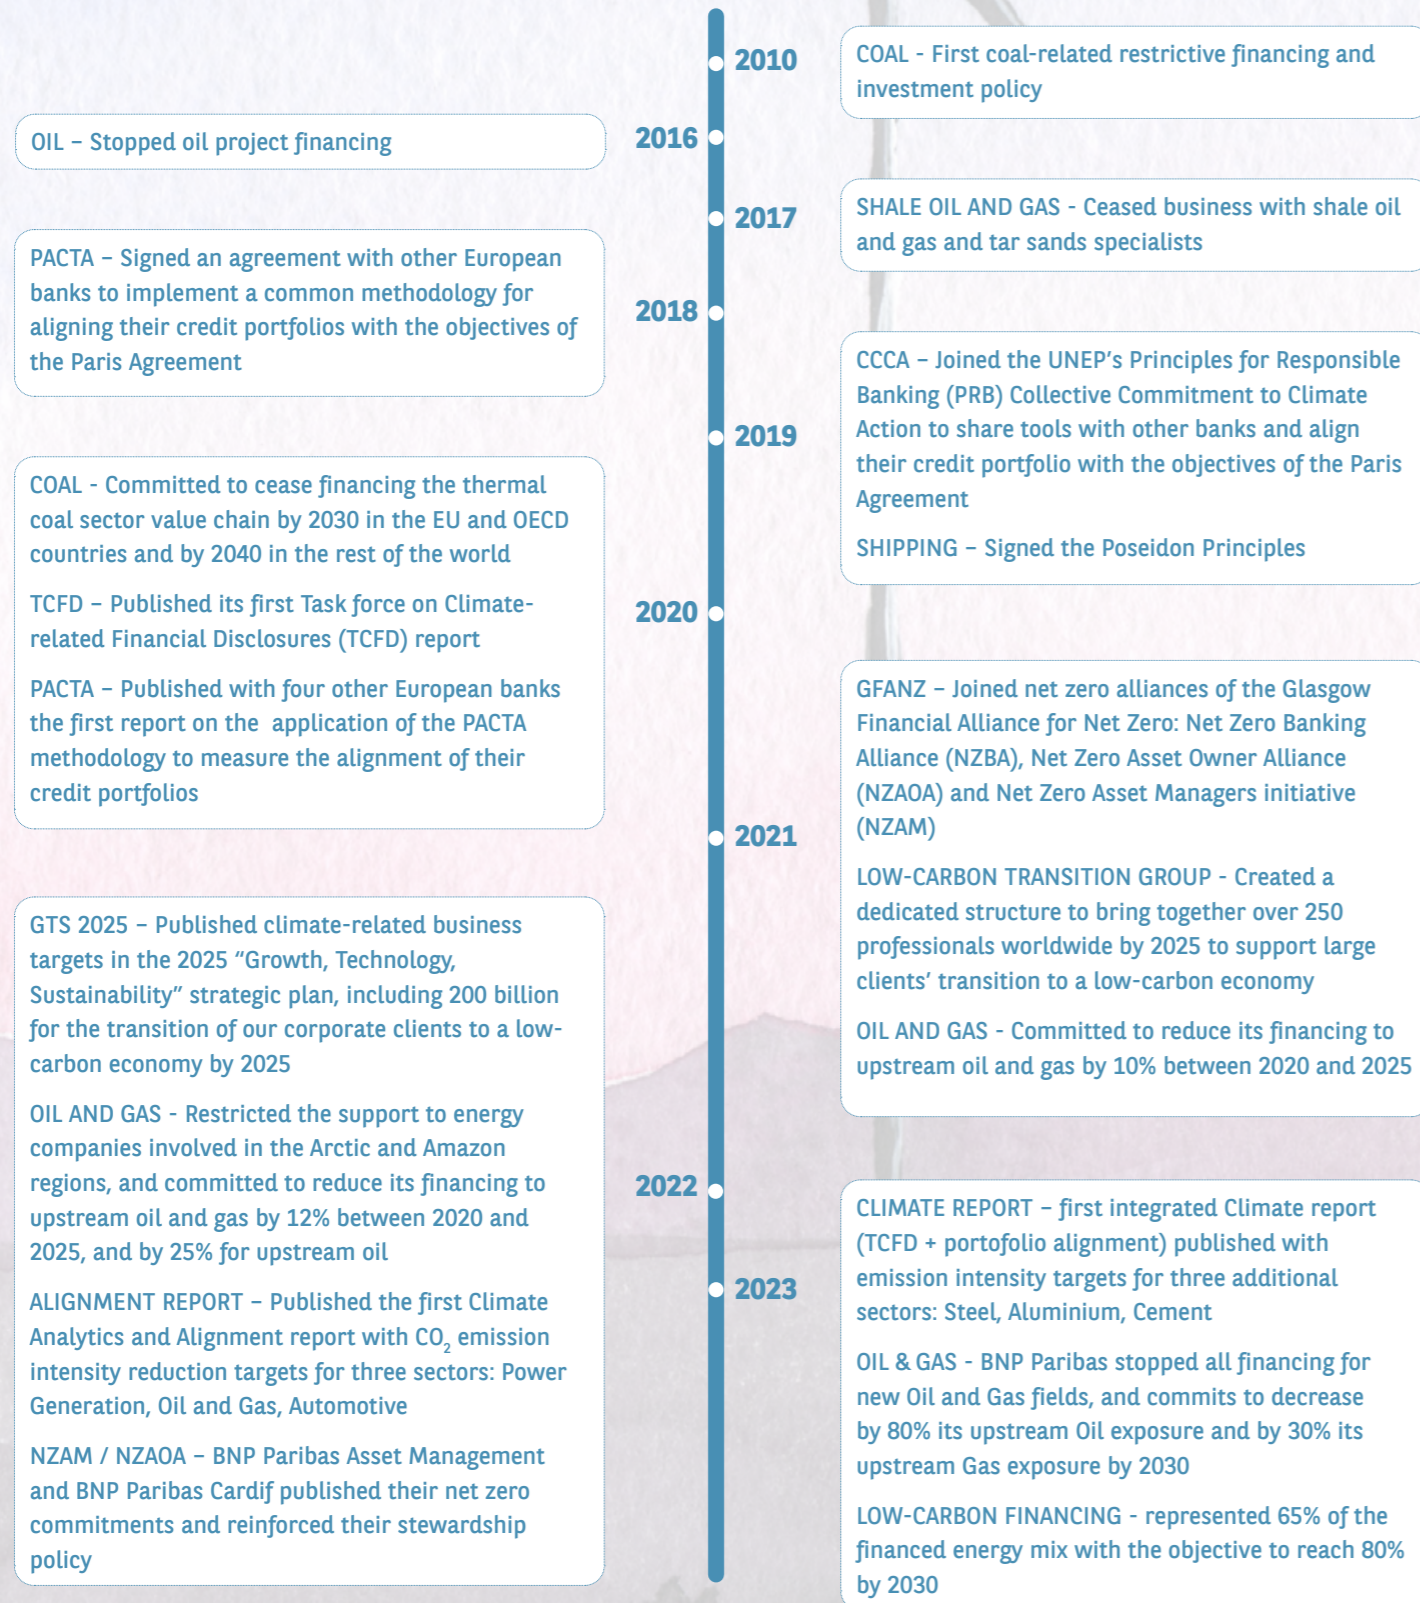 2010
COAL - First coal-related restrictive financing and
investment policy
2016
OIL – Stopped oil project financing
2017
SHALE OIL AND GAS - Ceased business with shale oil
and gas and tar sands specialists
2018
PACTA – Signed an agreement with other European
banks to implement a common methodology for
aligning their credit portfolios with the objectives of
the Paris Agreement
2019
CCCA – Joined the UNEP’s Principles for Responsible
Banking (PRB) Collective Commitment to Climate
Action to share tools with other banks and align
their credit portfolio with the objectives of the Paris
Agreement
SHIPPING – Signed the Poseidon Principles
2020
COAL - Committed to cease financing the thermal
coal sector value chain by 2030 in the EU and OECD
countries and by 2040 in the rest of the world
TCFD – Published its first Task force on Climate-
related Financial Disclosures (TCFD) report
PACTA – Published with four other European banks
the first report on the application of the PACTA
methodology to measure the alignment of their
credit portfolios
2021
GFANZ – Joined net zero alliances of the Glasgow
Financial Alliance for Net Zero: Net Zero Banking
Alliance (NZBA), Net Zero Asset Owner Alliance
(NZAOA) and Net Zero Asset Managers initiative
(NZAM)
LOW-CARBON TRANSITION GROUP - Created a
dedicated structure to bring together over 250
professionals worldwide by 2025 to support large
clients’ transition to a low-carbon economy
OIL AND GAS - Committed to reduce its financing to
upstream oil and gas by 10% between 2020 and 2025
2022
GTS 2025 – Published climate-related business
targets in the 2025 “Growth, Technology,
Sustainability” strategic plan, including 200 billion
for the transition of our corporate clients to a low-
carbon economy by 2025
OIL AND GAS - Restricted the support to energy
companies involved in the Arctic and Amazon
regions, and committed to reduce its financing to
upstream oil and gas by 12% between 2020 and
2025, and by 25% for upstream oil
ALIGNMENT REPORT – Published the first Climate
Analytics and Alignment report with CO₂ emission
intensity reduction targets for three sectors: Power
Generation, Oil and Gas, Automotive
NZAM / NZAOA – BNP Paribas Asset Management
and BNP Paribas Cardif published their net zero
commitments and reinforced their stewardship
policy
2023
CLIMATE REPORT – first integrated Climate report
(TCFD + portofolio alignment) published with
emission intensity targets for three additional
sectors: Steel, Aluminium, Cement
OIL & GAS - BNP Paribas stopped all financing for
new Oil and Gas fields, and commits to decrease
by 80% its upstream Oil exposure and by 30% its
upstream Gas exposure by 2030
LOW-CARBON FINANCING - represented 65% of the
financed energy mix with the objective to reach 80%
by 2030